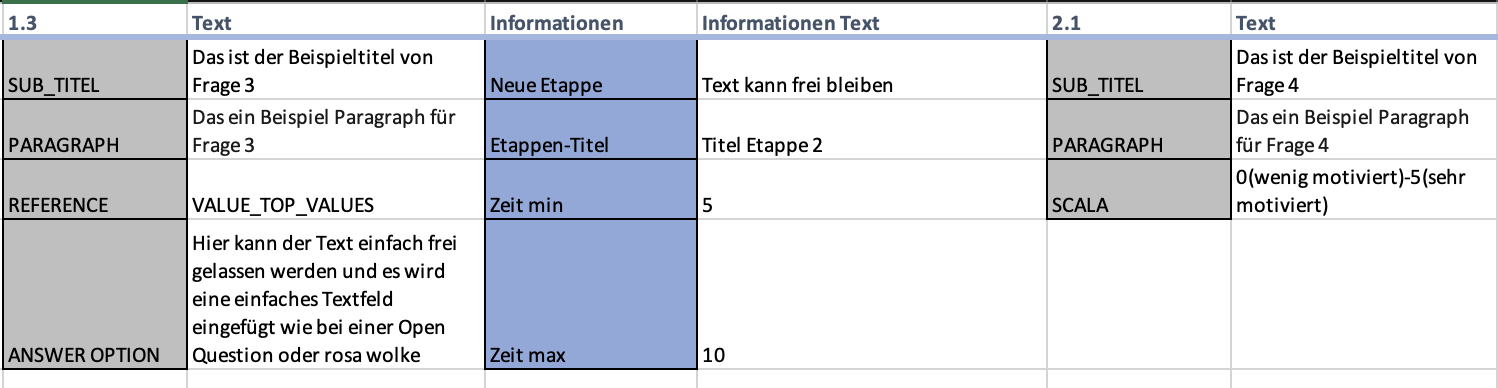 1.3 Text Informationen Informationen Text 2.1 Text
Das ist der Beispieltitel von Das ist der Beispieltitel von
SUB_TITEL Frage 3 Neue Etappe Text kann frei bleiben SUB_TITEL Frage 4
Das ein Beispiel Paragraph für Das ein Beispiel Paragraph
PARAGRAPH Frage 3 Etappen-Titel Titel Etappe 2 PARAGRAPH für Frage 4
0(wenig motiviert)-5(sehr
REFERENCE VALUE_TOP_VALUES Zeit min 5 SCALA motiviert)
Hier kann der Text einfach frei
gelassen werden und es wird
eine einfaches Textfeld
eingefügt wie bei einer Open
ANSWER OPTION Question oder rosa wolke Zeit max 10